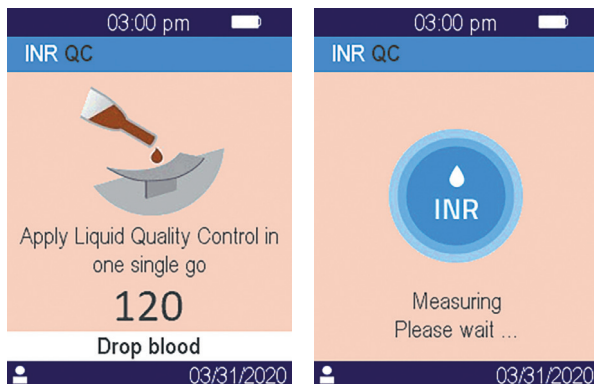 03:00 pm
INR QC
Apply Liquid Quality Control in
one single go
120
Drop blood
03/31/2020
03:00 pm
INR QC
INR
Measuring
Please wait ...
03/31/2020